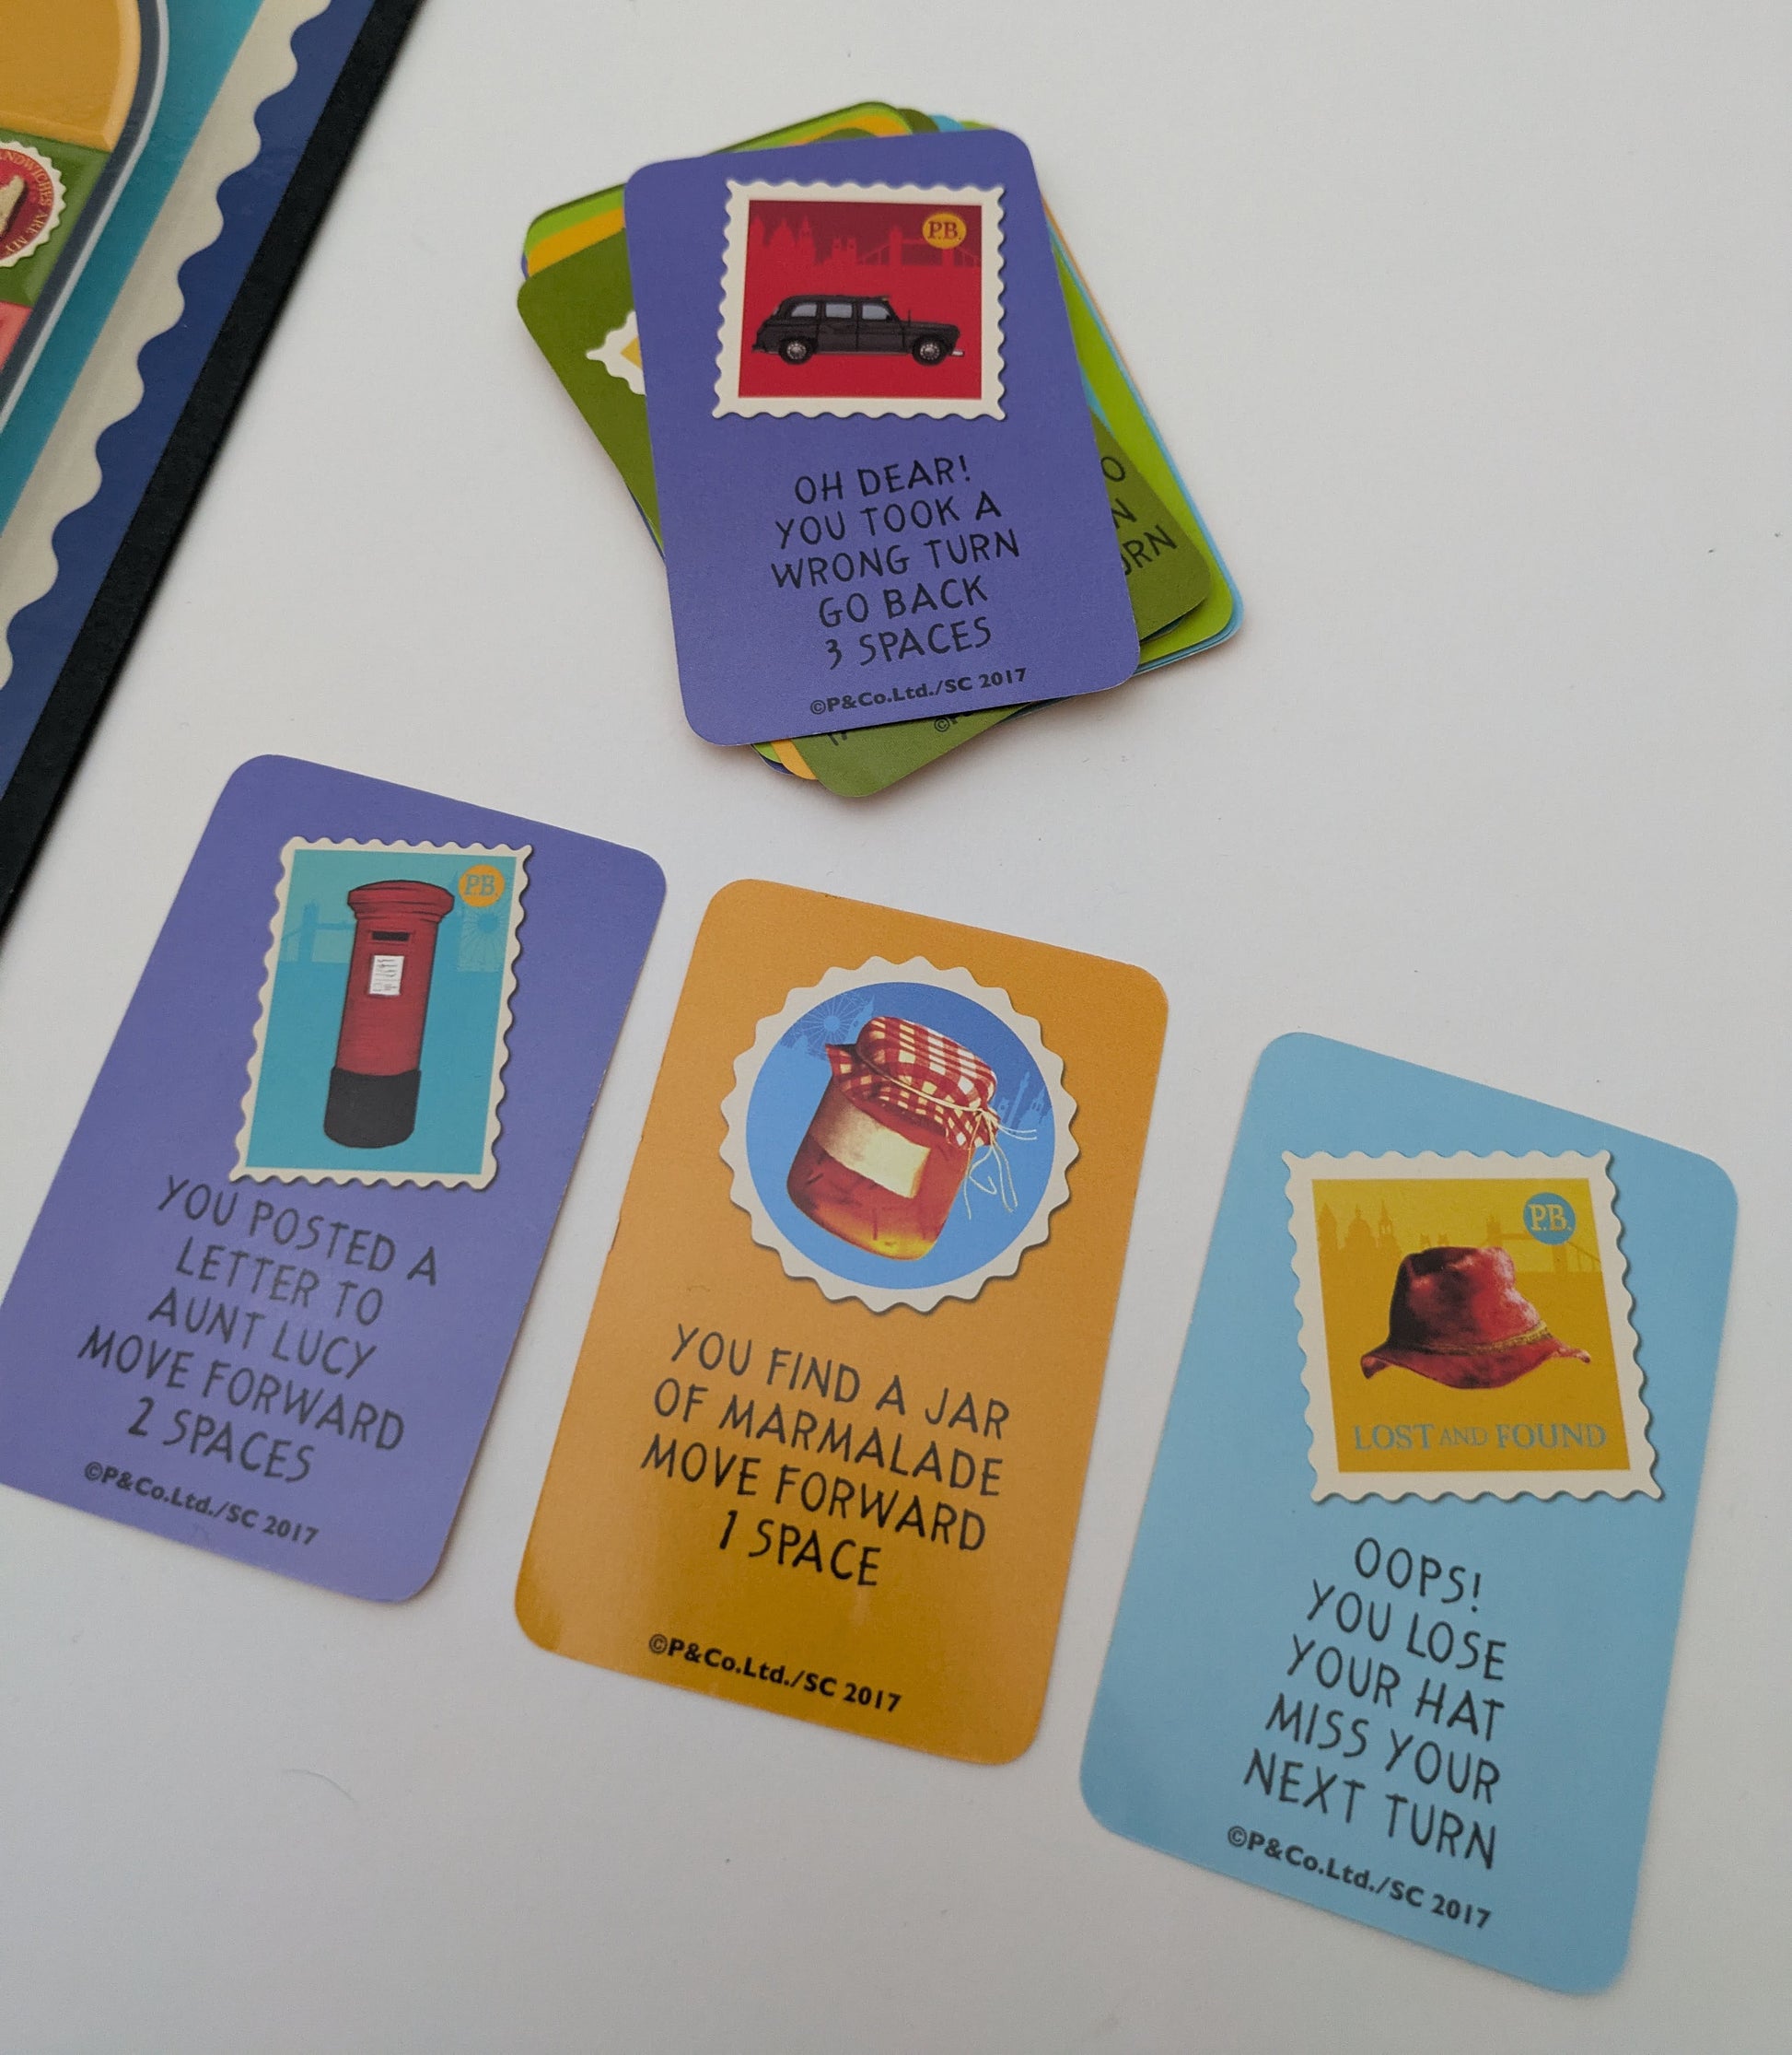 SANDWICHES ARE MY
P.B.
OH DEAR!
YOU TOOK A
WRONG TURN
GO BACK
3 SPACES
©P&Co.Ltd./SC 2017
P.B.
YOU POSTED A
LETTER TO
AUNT LUCY
MOVE FORWARD
2 SPACES
©P&Co.Ltd./SC 2017
YOU FIND A JAR
OF MARMALADE
MOVE FORWARD
1 SPACE
©P&Co.Ltd./SC 2017
P.B.
LOST AND FOUND
OOPS!
YOU LOSE
YOUR HAT
MISS YOUR
NEXT TURN
©P&Co.Ltd./SC 2017